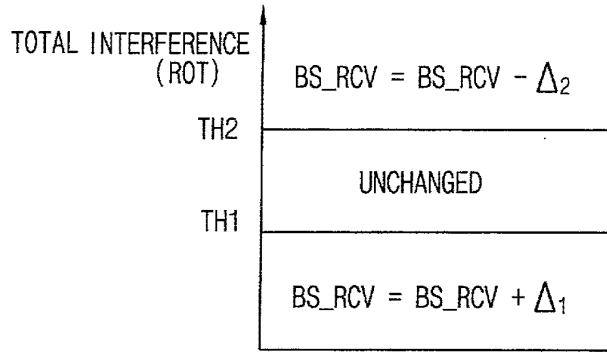 TOTAL INTERFERENCE
(ROT)
BS_RCV = BS_RCV - Δ2
TH2
UNCHANGED
TH1
BS_RCV = BS_RCV + Δ1